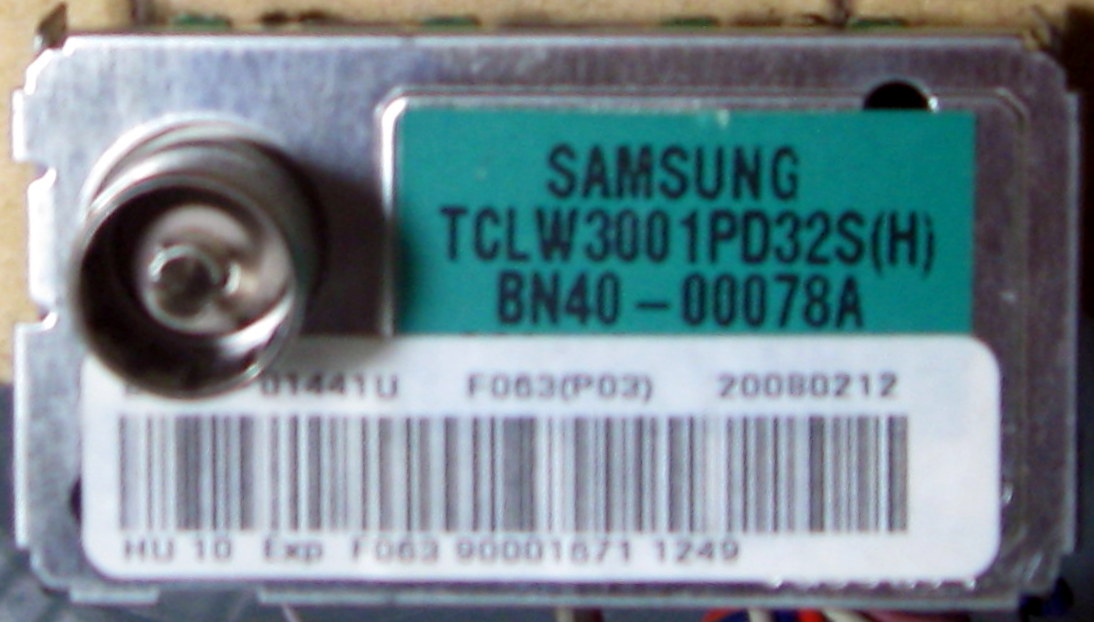 SAMSUNG
TCLW3001PD32S(H)
BN40-00078A
01441U F063(P03) 20080212
HU 10 Exp F063 90001671 1249